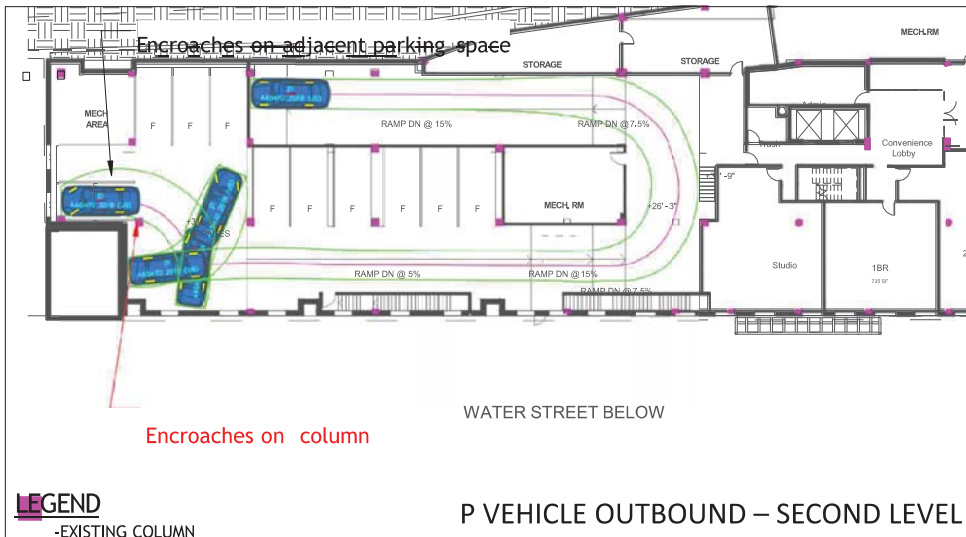 Encroaches on adjacent parking space
MECH.RM
STORAGE
STORAGE
MECH
AREA
F
F
F
RAMP DN @ 15%
RAMP DN @ 7.5%
Convenience
Lobby
F
F
F
F
F
F
MECH, RM
+26'-3"
RAMP DN @ 5%
RAMP DN @ 15%
RAMP DN @ 7.5%
Studio
1BR
735 SF
WATER STREET BELOW
Encroaches on column
LEGEND
-EXISTING COLUMN
P VEHICLE OUTBOUND – SECOND LEVEL